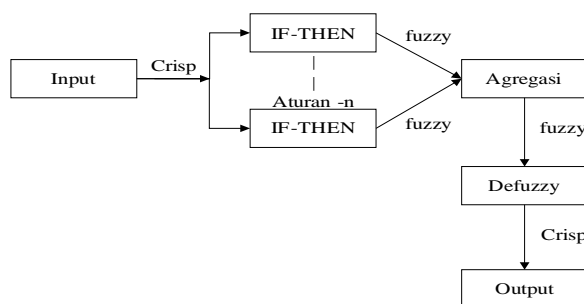 IF-THEN
fuzzy
Crisp
Input
Agregasi
Aturan -n
IF-THEN
fuzzy
fuzzy
Defuzzy
Crisp
Output